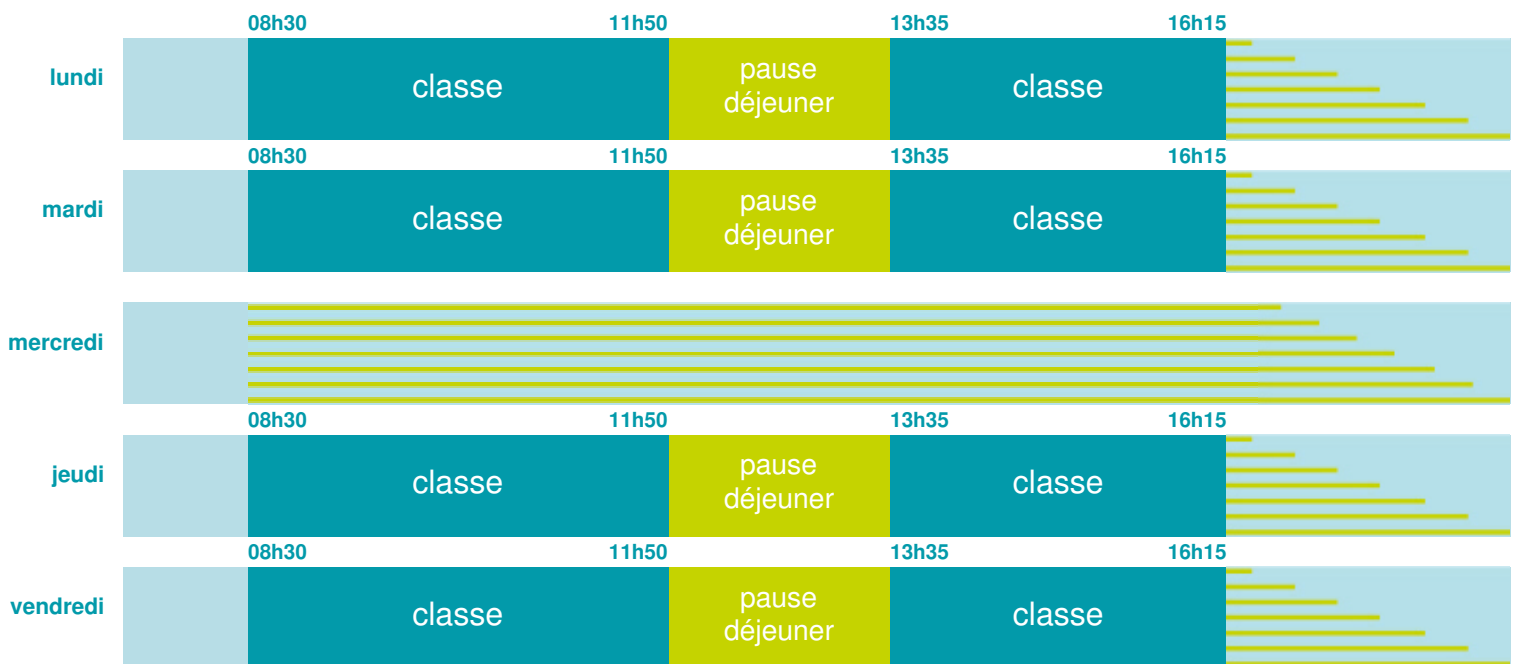 08h30 11h50 13h35 16h15
lundi classe pause déjeuner classe
08h30 11h50 13h35 16h15
mardi classe pause déjeuner classe
mercredi
08h30 11h50 13h35 16h15
jeudi classe pause déjeuner classe
08h30 11h50 13h35 16h15
vendredi classe pause déjeuner classe